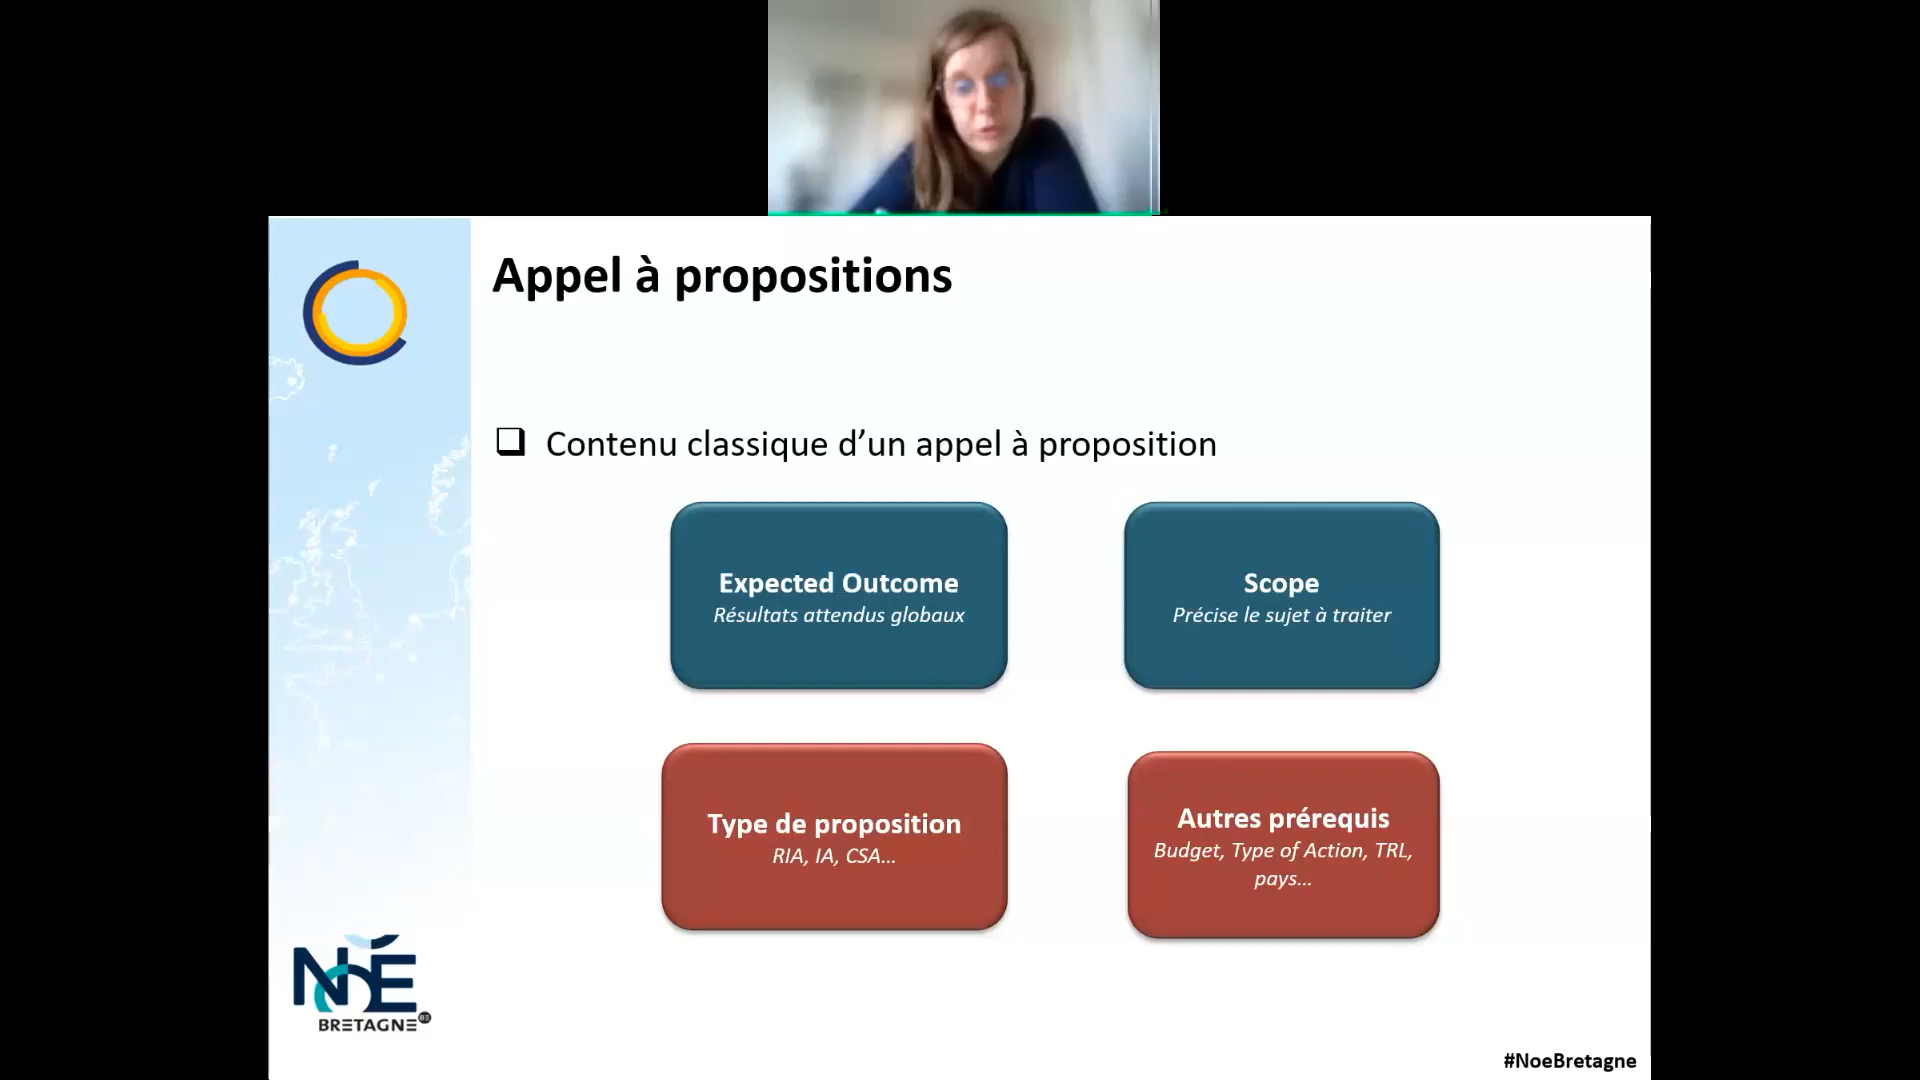 Appel à propositions
❑ Contenu classique d’un appel à proposition
Expected Outcome
Résultats attendus globaux
Scope
Précise le sujet à traiter
Type de proposition
RIA, IA, CSA...
Autres prérequis
Budget, Type of Action, TRL,
pays...
NOÉ
BRETAGNE
#NoeBretagne